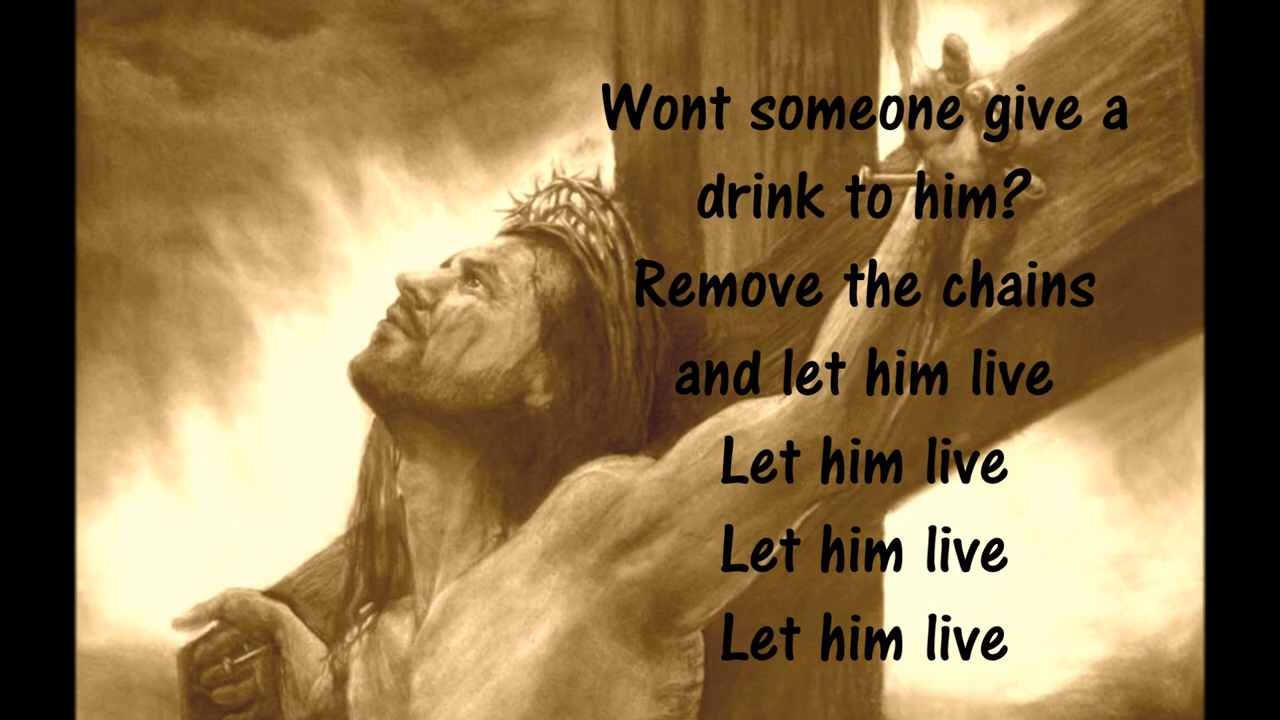 Wont someone give a
drink to him?
Remove the chains
and let him live
Let him live
Let him live
Let him live